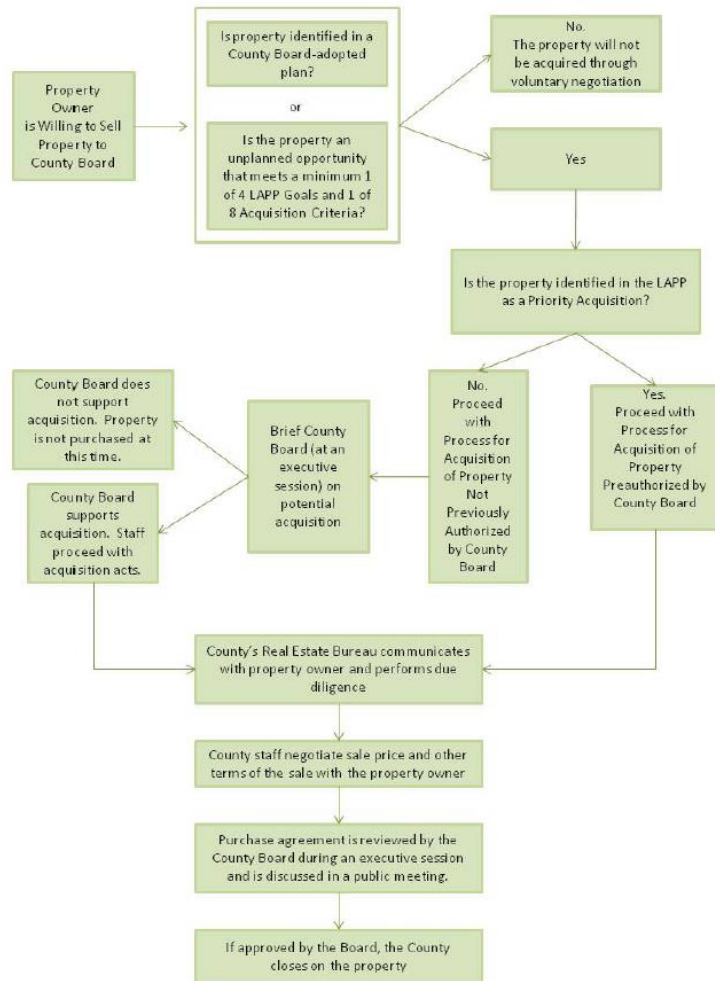 Property
Owner
is Willing to Sell
Property to
County Board
Is property identified in a
County Board-adopted
plan?
or
Is the property an
unplanned opportunity
that meets a minimum 1
of 4 LAPP Goals and 1 of
8 Acquisition Criteria?
No.
The property will not
be acquired through
voluntary negotiation
Yes
Is the property identified in the LAPP
as a Priority Acquisition?
County Board does
not support
acquisition. Property
is not purchased at
this time.
County Board
supports
acquisition. Staff
proceed with
acquisition acts.
Brief County
Board (at an
executive
session) on
potential
acquisition
No.
Proceed
with
Process for
Acquisition
of Property
Not
Previously
Authorized
by County
Board
Yes.
Proceed with
Process for
Acquisition of
Property
Preauthorized by
County Board
County's Real Estate Bureau communicates
with property owner and performs due
diligence
County staff negotiate sale price and other
terms of the sale with the property owner
Purchase agreement is reviewed by the
County Board during an executive session
and is discussed in a public meeting.
If approved by the Board, the County
closes on the property